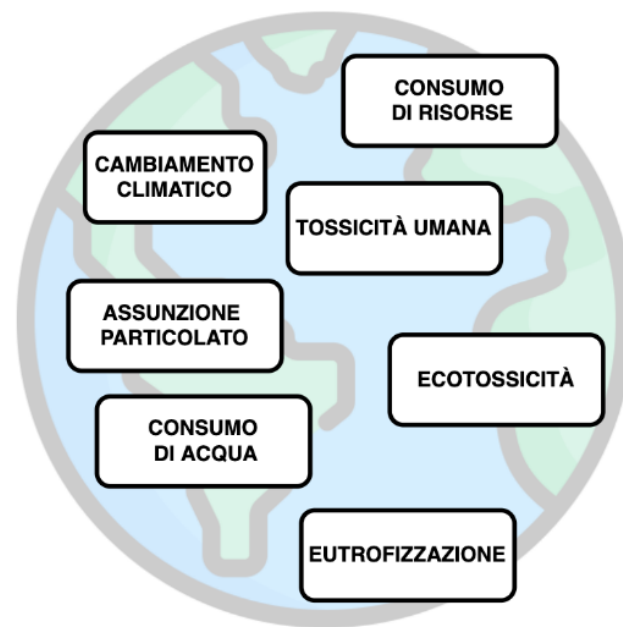 CONSUMO
DI RISORSE
CAMBIAMENTO
CLIMATICO
TOSSICITÀ UMANA
ASSUNZIONE
PARTICOLATO
ECOTOSSICITÀ
CONSUMO
DI ACQUA
EUTROFIZZAZIONE